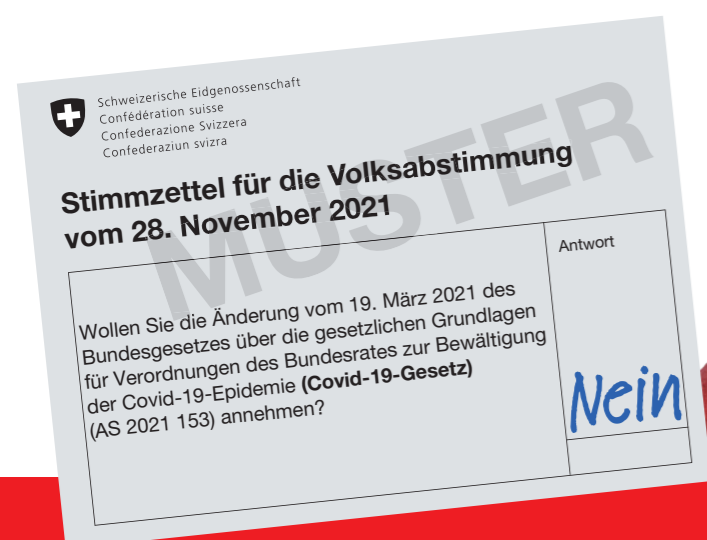 Schweizerische Eidgenossenschaft
Confédération suisse
Confederazione Svizzera
Confederaziun svizra
MUSTER
Stimmzettel für die Volksabstimmung
vom 28. November 2021
Wollen Sie die Änderung vom 19. März 2021 des
Bundesgesetzes über die gesetzlichen Grundlagen
für Verordnungen des Bundesrates zur Bewältigung
der Covid-19-Epidemie (Covid-19-Gesetz)
(AS 2021 153) annehmen?
Antwort
Nein